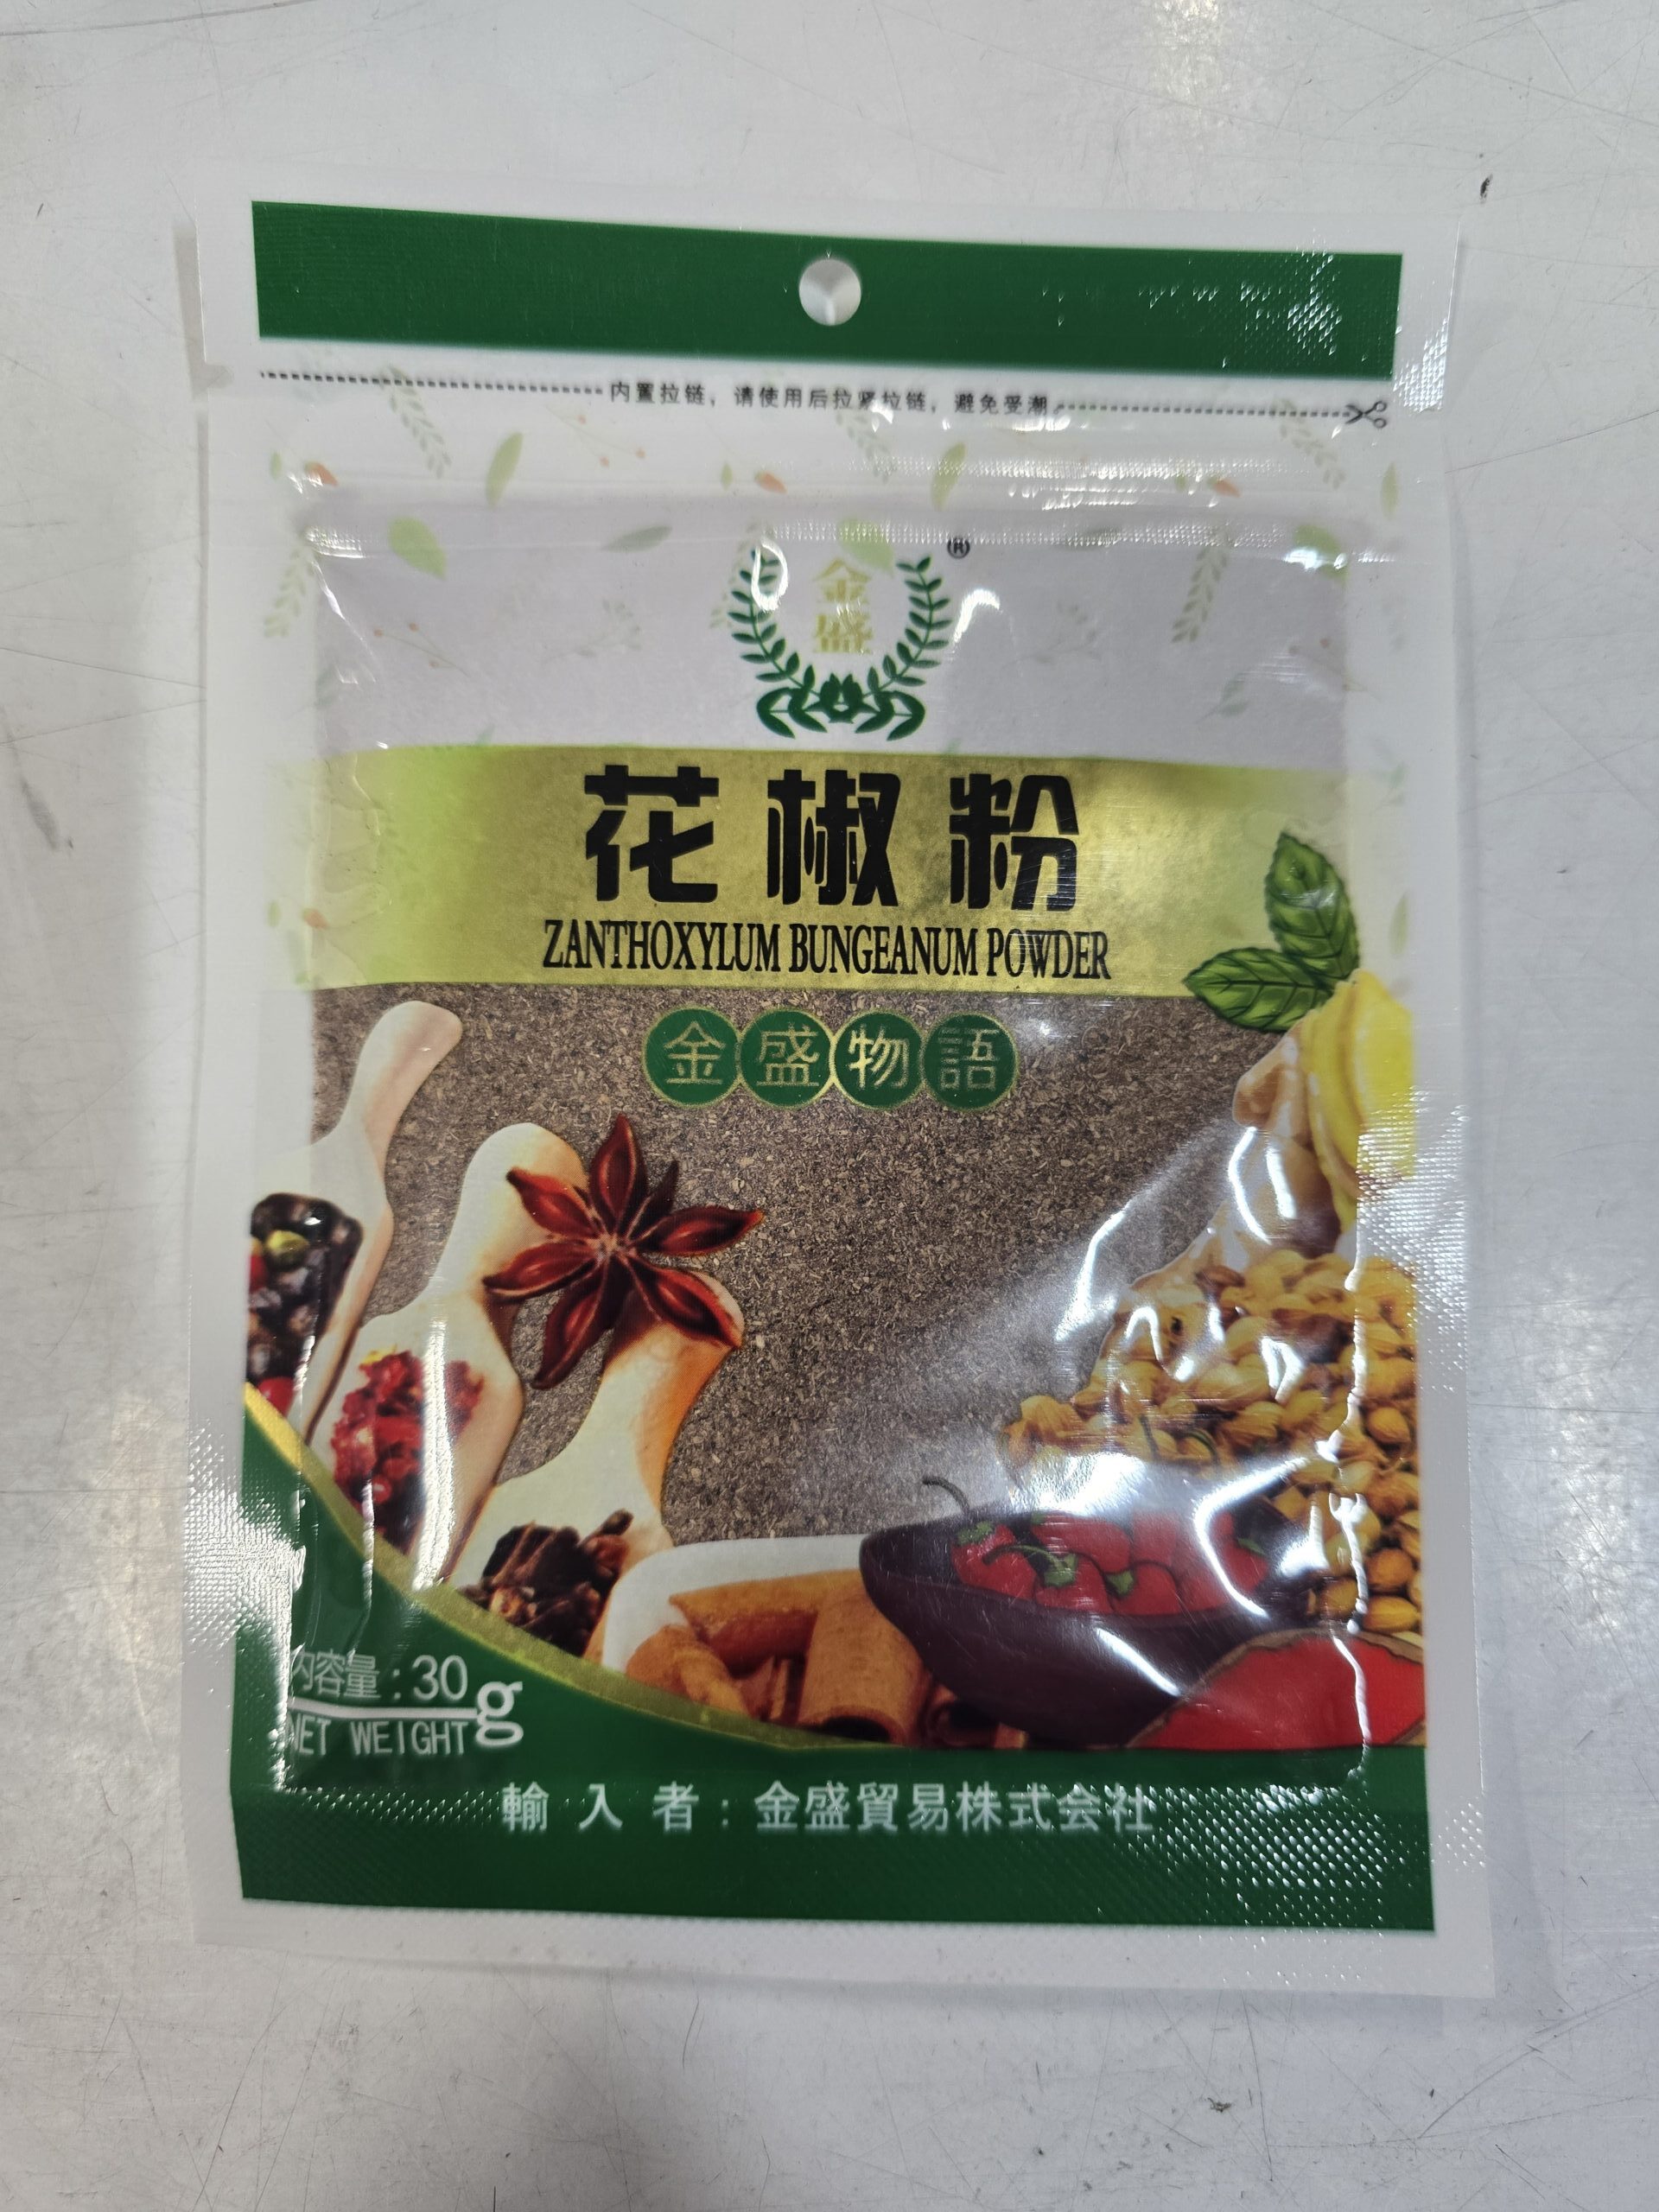 内置拉链，请使用后拉紧拉链，避免受潮。
®
金
盛
花椒粉
ZANTHOXYLUM BUNGEANUM POWDER
金盛物語
内容量:30g
NET WEIGHT
輸入者:金盛貿易株式会社